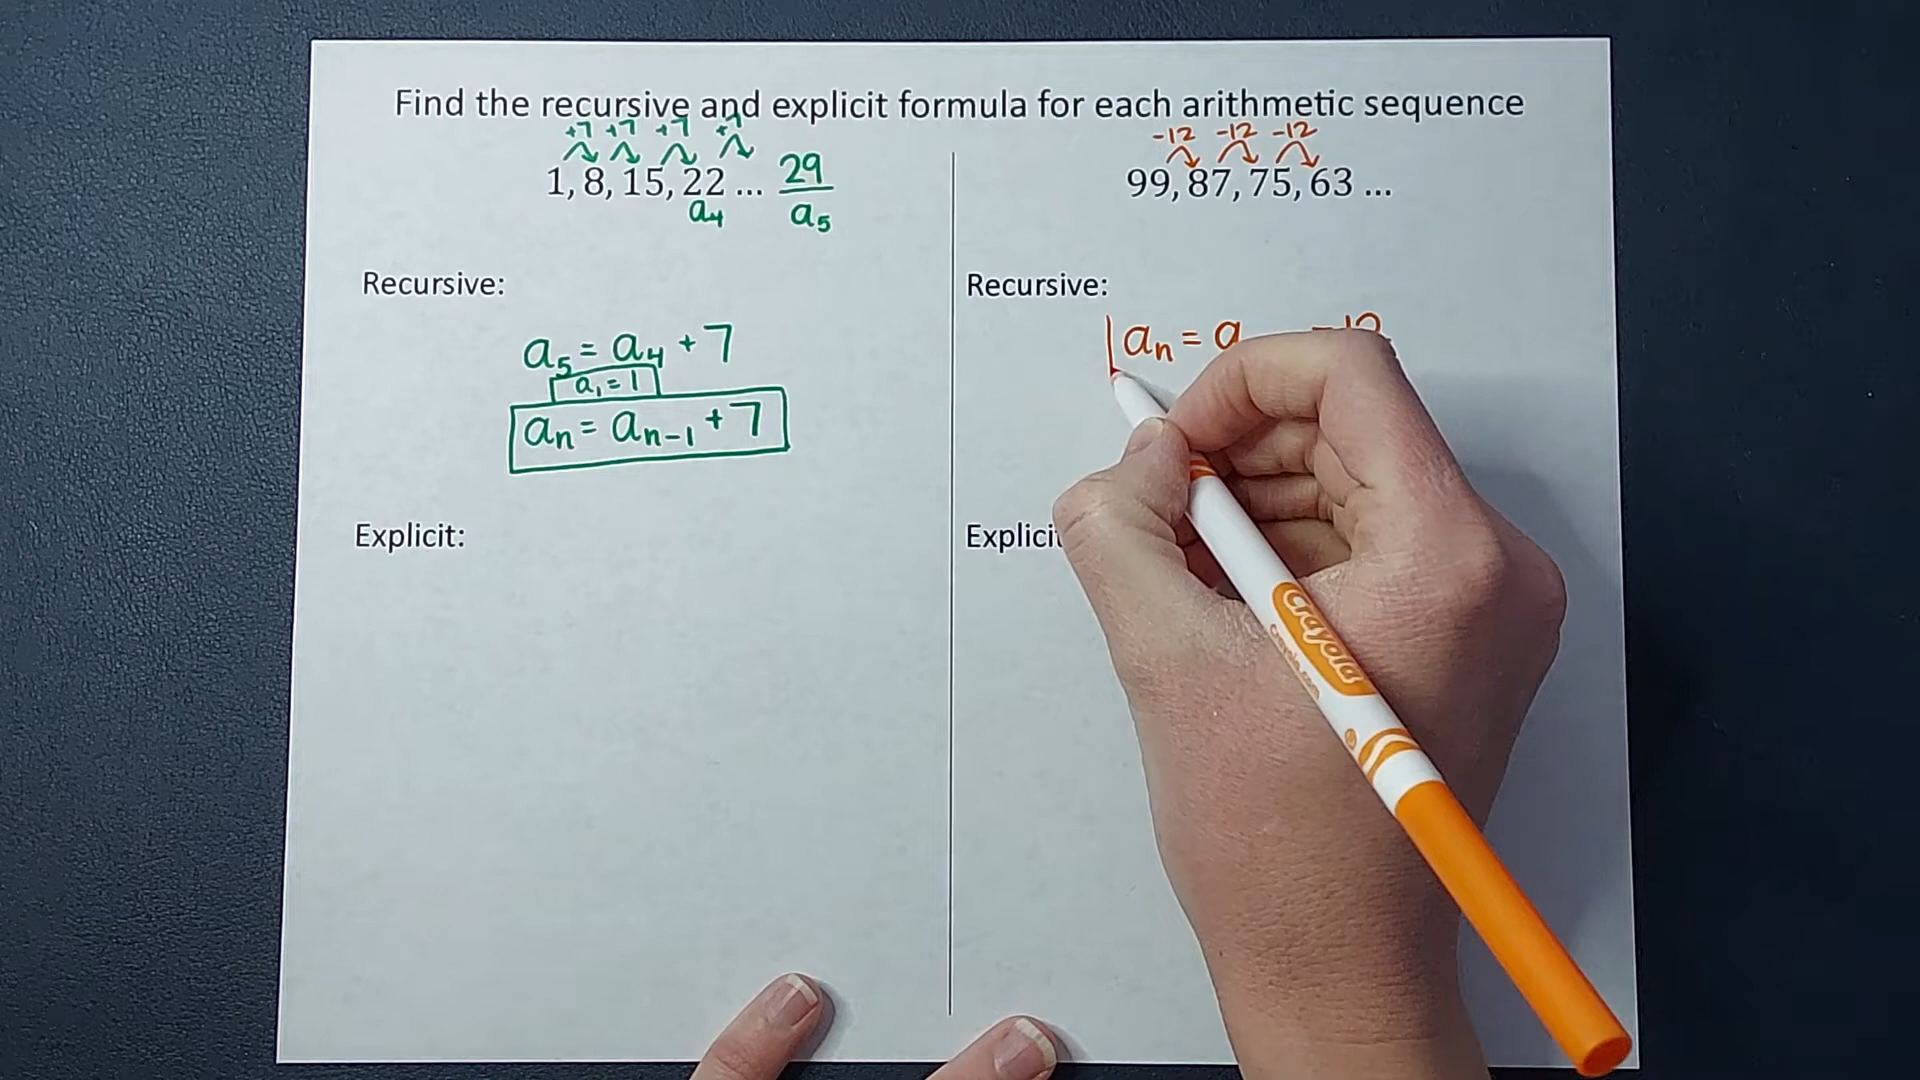 Find the recursive and explicit formula for each arithmetic sequence
+7 +7 +7 +7
1, 8, 15, 22 ... 29
a4 a5
Recursive:
a5 = a4 + 7
a1 = 1
an = an-1 + 7
Explicit:
-12 -12 -12
99, 87, 75, 63 ...
Recursive:
an = a
Crayola